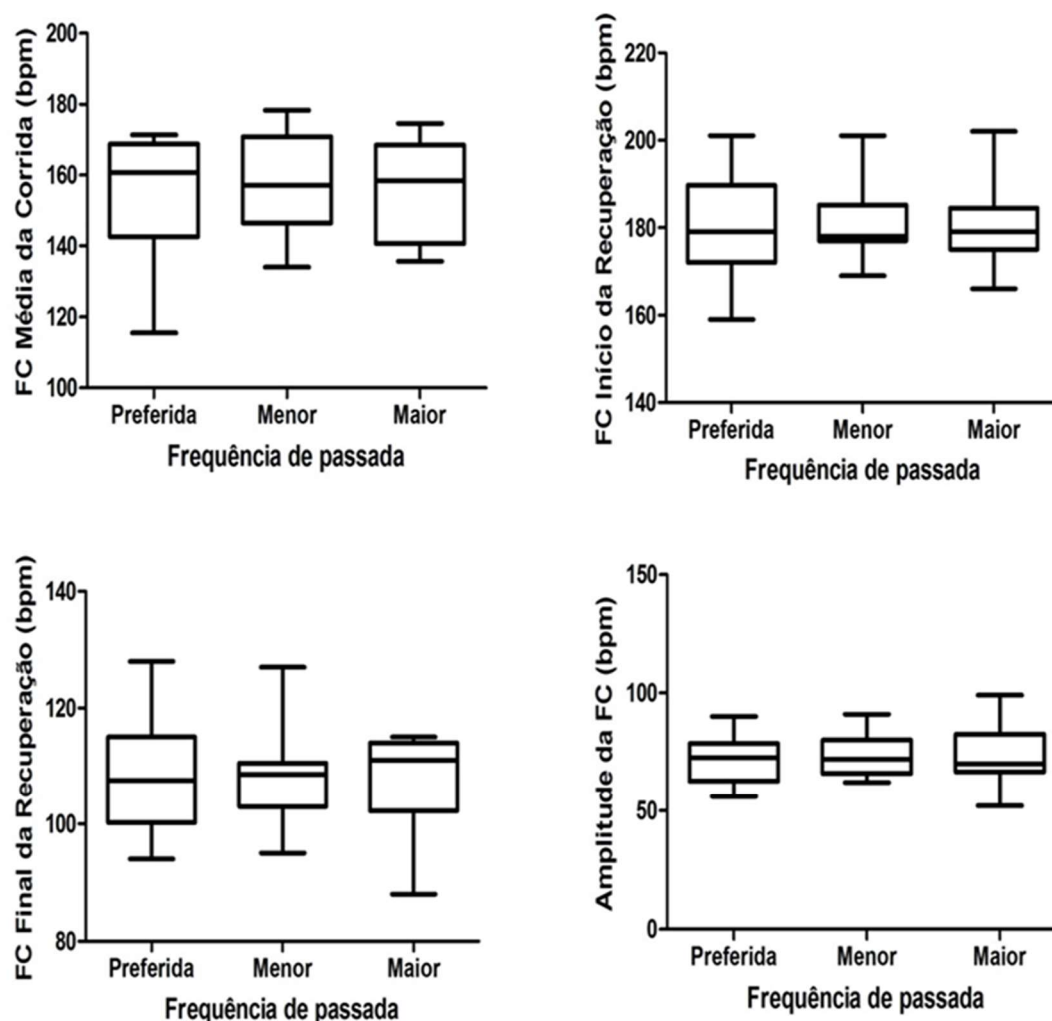 FC Média da Corrida (bpm)
200
180
160
140
120
100
Preferida Menor Maior
Frequência de passada
FC Início da Recuperação (bpm)
220
200
180
160
140
Preferida Menor Maior
Frequência de passada
FC Final da Recuperação (bpm)
140
120
100
80
Preferida Menor Maior
Frequência de passada
Amplitude da FC (bpm)
150
100
50
0
Preferida Menor Maior
Frequência de passada